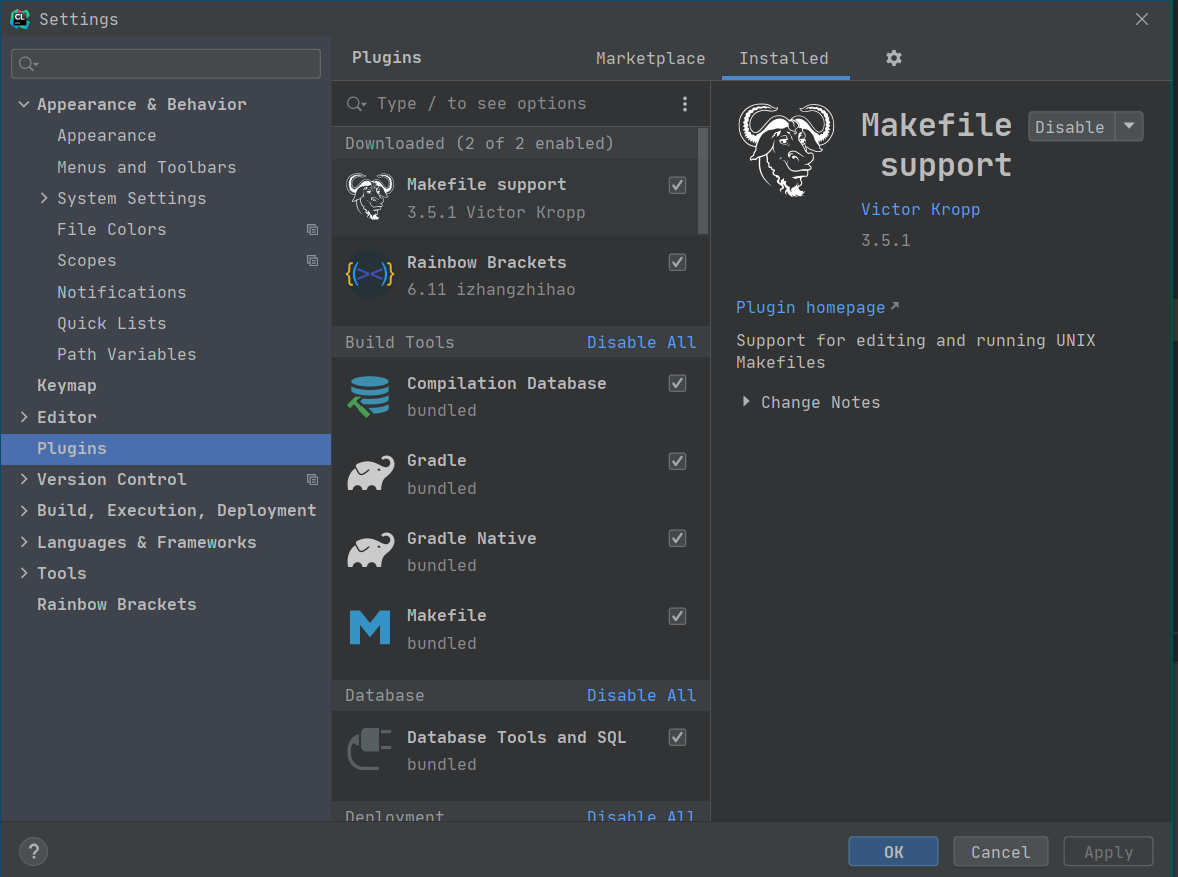 CL
Settings
Appearance & Behavior
Appearance
Menus and Toolbars
System Settings
File Colors
Scopes
Notifications
Quick Lists
Path Variables
Keymap
Editor
Plugins
Version Control
Build, Execution, Deployment
Languages & Frameworks
Tools
Rainbow Brackets
Plugins
Marketplace
Installed
Type / to see options
Downloaded (2 of 2 enabled)
Makefile support
3.5.1 Victor Kropp
Rainbow Brackets
6.11 izhangzhihao
Build Tools Disable All
Compilation Database
bundled
Gradle
bundled
Gradle Native
bundled
Makefile
bundled
Database Disable All
Database Tools and SQL
bundled
Deployment Disable All
Makefile
support
Disable
Victor Kropp
3.5.1
Plugin homepage
Support for editing and running UNIX
Makefiles
Change Notes
?
OK
Cancel
Apply